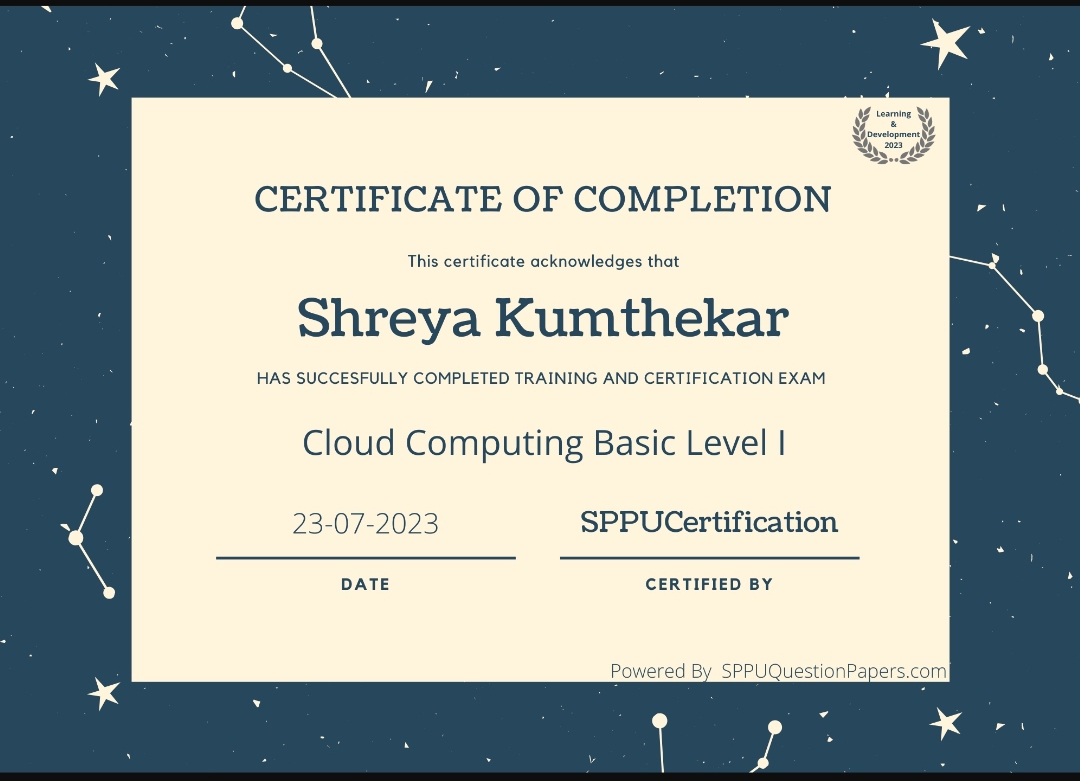 Learning
&
Development
2023
CERTIFICATE OF COMPLETION
This certificate acknowledges that
Shreya Kumthekar
HAS SUCCESFULLY COMPLETED TRAINING AND CERTIFICATION EXAM
Cloud Computing Basic Level I
23-07-2023 SPPUCertification
DATE CERTIFIED BY
Powered By SPPUQuestionPapers.com